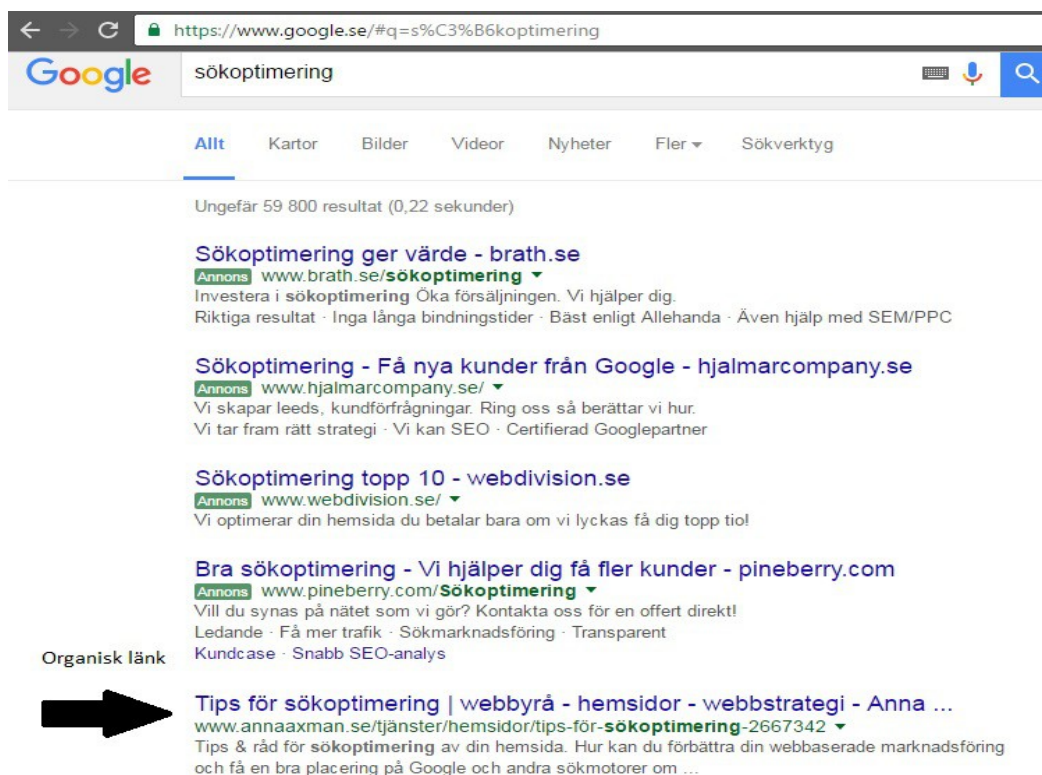 https://www.google.se/#q=s%C3%B6koptimering
Google
sökoptimering
Allt Kartor Bilder Videor Nyheter Fler Sökverktyg
Ungefär 59 800 resultat (0,22 sekunder)
Sökoptimering ger värde - brath.se
Annons www.brath.se/sökoptimering
Investera i sökoptimering Öka försäljningen. Vi hjälper dig.
Riktiga resultat · Inga långa bindningstider · Bäst enligt Allehanda · Även hjälp med SEM/PPC
Sökoptimering - Få nya kunder från Google - hjalmarcompany.se
Annons www.hjalmarcompany.se/
Vi skapar leeds, kundförfrågningar. Ring oss så berättar vi hur.
Vi tar fram rätt strategi · Vi kan SEO · Certifierad Googlepartner
Sökoptimering topp 10 - webdivision.se
Annons www.webdivision.se/
Vi optimerar din hemsida du betalar bara om vi lyckas få dig topp tio!
Bra sökoptimering - Vi hjälper dig få fler kunder - pineberry.com
Annons www.pineberry.com/Sökoptimering
Vill du synas på nätet som vi gör? Kontakta oss för en offert direkt!
Ledande · Få mer trafik · Sökmarknadsföring · Transparent
Kundcase · Snabb SEO-analys
Organisk länk
Tips för sökoptimering | webbyrå - hemsidor - webbstrategi - Anna ...
www.annaaxman.se/tjänster/hemsidor/tips-för-sökoptimering-2667342
Tips & råd för sökoptimering av din hemsida. Hur kan du förbättra din webbaserade marknadsföring
och få en bra placering på Google och andra sökmotorer om ...